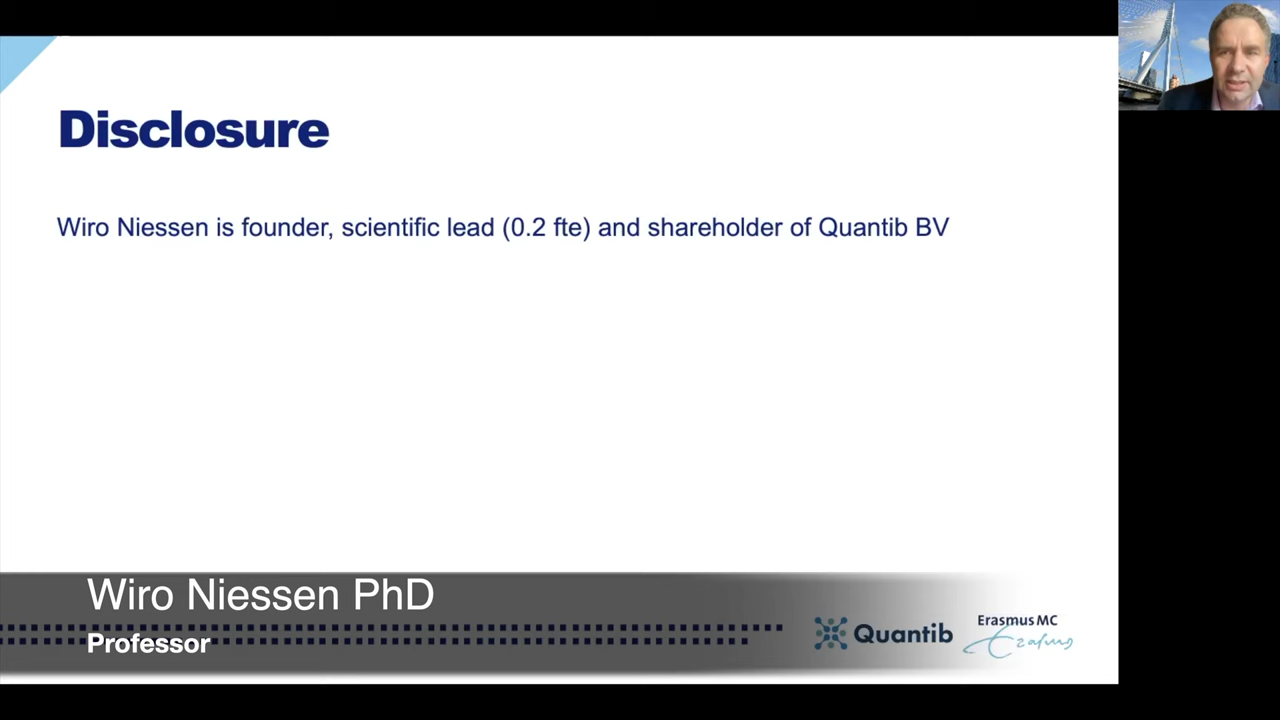 Disclosure
Wiro Niessen is founder, scientific lead (0.2 fte) and shareholder of Quantib BV
Wiro Niessen PhD
Professor
Quantib
Erasmus MC
Erasmus